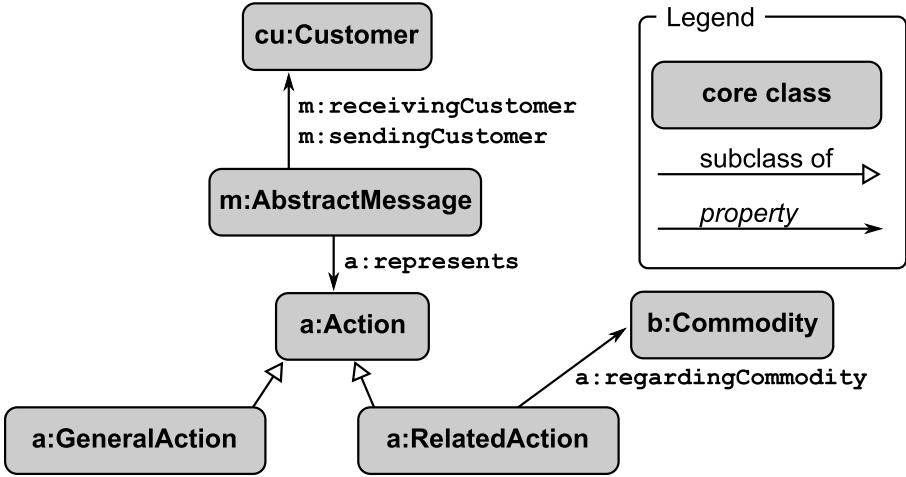 cu:Customer
Legend
core class
m:receivingCustomer
m:sendingCustomer
subclass of
m:AbstractMessage
property
a:represents
a:Action
b:Commodity
a:regardingCommodity
a:GeneralAction
a:RelatedAction